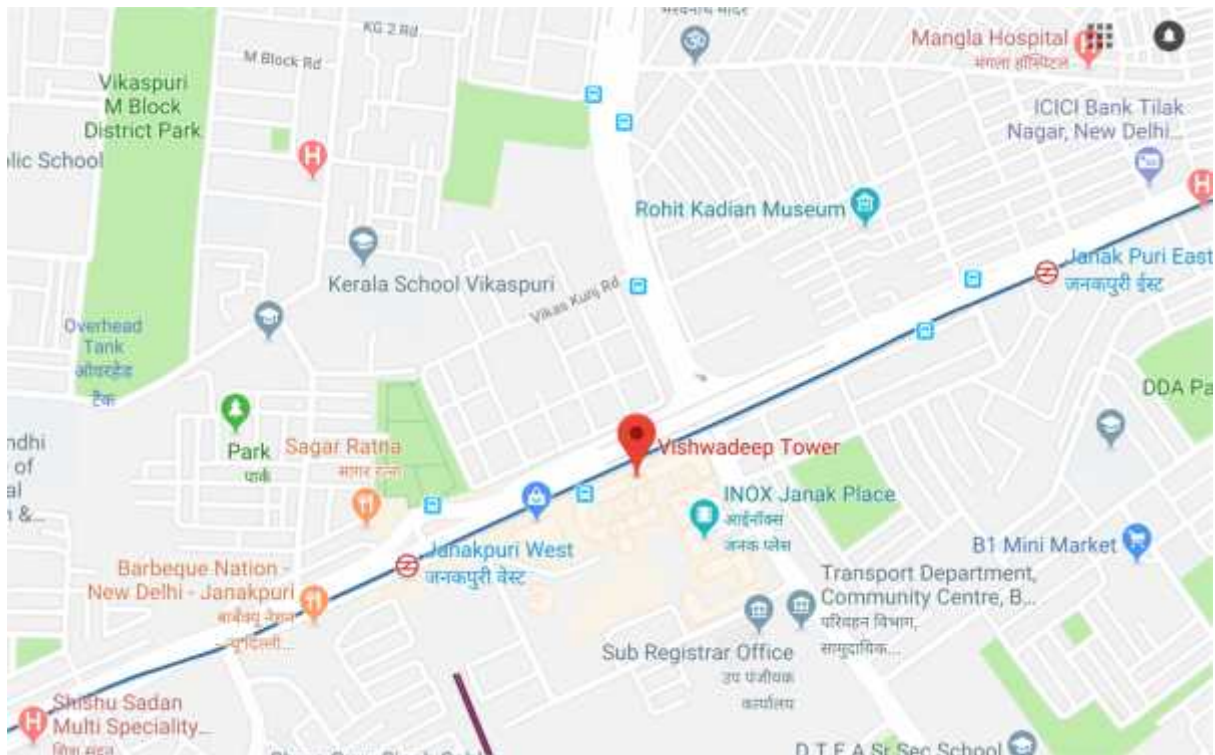 KG 2 Rd
M Block Rd
Vikaspuri
M Block
District Park
lic School
Mangla Hospital
मंगला हॉस्पिटल
ICICI Bank Tilak
Nagar, New Delhi...
Rohit Kadian Museum
Janak Puri East
जनकपुरी ईस्ट
Kerala School Vikaspuri
Vikas Kunj Rd
Overhead
Tank
ओवरहेड
टैंक
DDA Pa
ndhi
of
al
&...
Park
पार्क
Sagar Ratna
सागर रत्ना
Vishwadeep Tower
INOX Janak Place
आईनॉक्स
जनक प्लेस
Janakpuri West
जनकपुरी वेस्ट
B1 Mini Market
Barbeque Nation -
New Delhi - Janakpuri
बार्बेक्यू नेशन
- न्यू दिल्ली...
Transport Department,
Community Centre, B...
परिवहन विभाग,
सामुदायिक...
Sub Registrar Office
उप पंजीयक
कार्यालय
Shishu Sadan
Multi Speciality...
D.T.E.A Sr Sec School